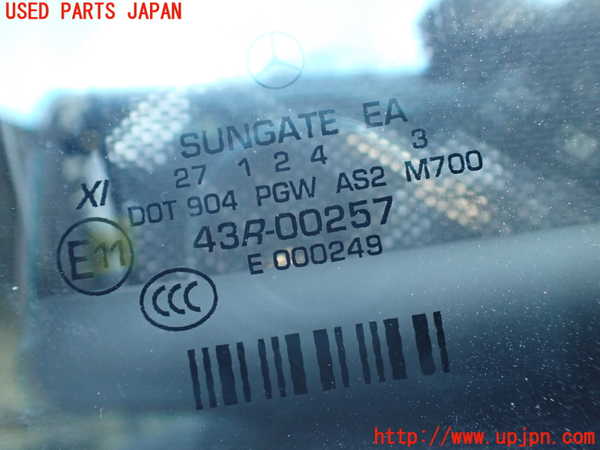 USED PARTS JAPAN
SUNGATE EA
27 1 2 4 3
XI DOT 904 PGW AS2 M700
E11 43R-00257
E 000249
CCC
http://www.upjpn.com/